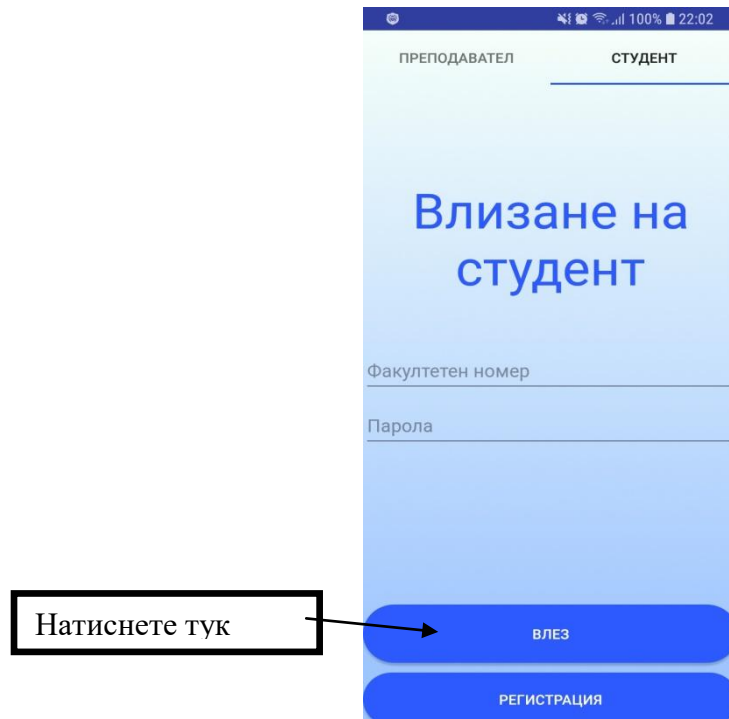 100% 22:02
ПРЕПОДАВАТЕЛ СТУДЕНТ
Влизане на
студент
Факултетен номер
Парола
Натиснете тук
ВЛЕЗ
РЕГИСТРАЦИЯ